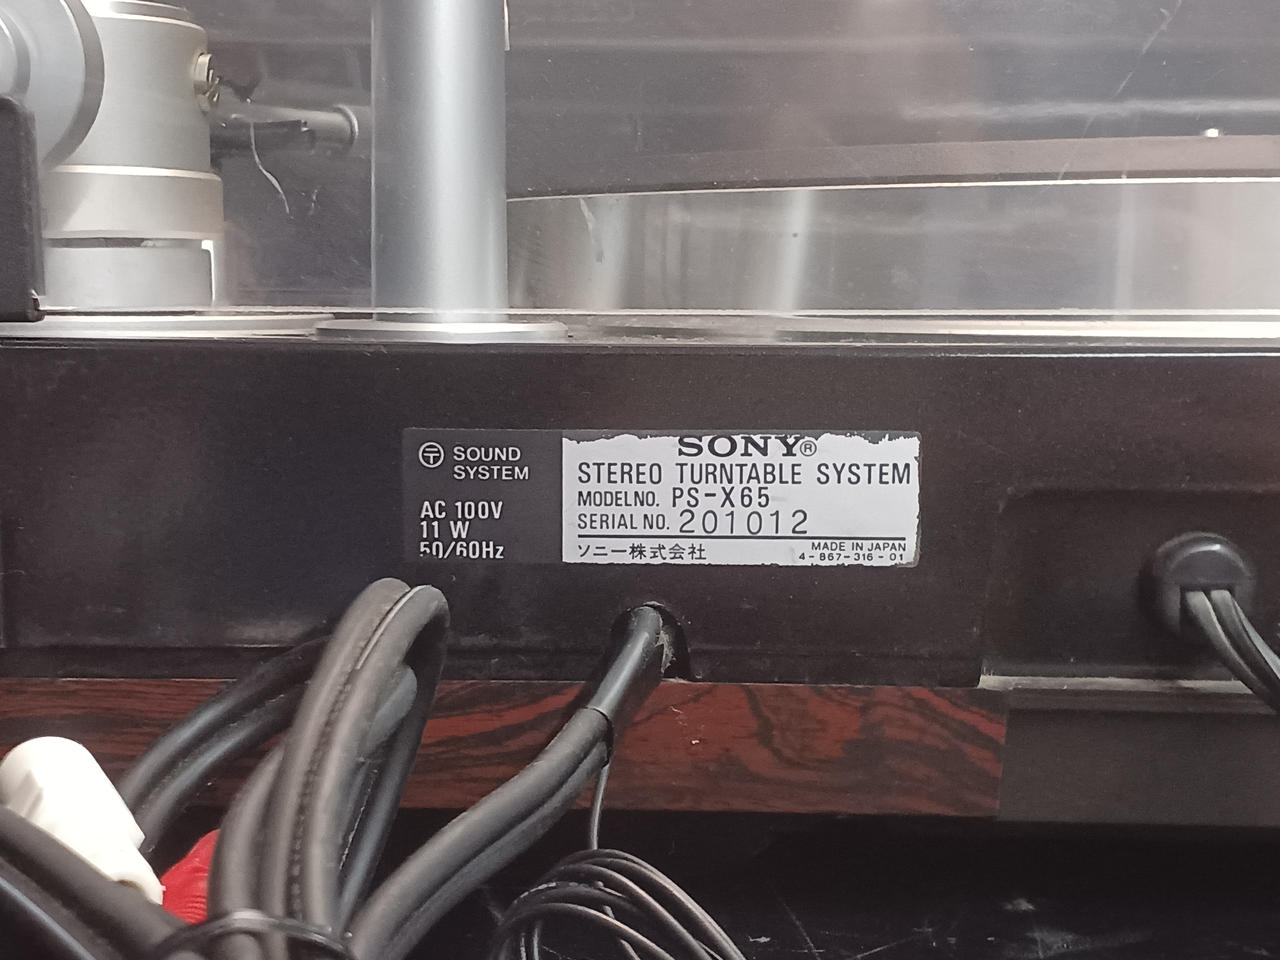 SOUND
SYSTEM
AC 100V
11 W
50/60Hz
SONY®
STEREO TURNTABLE SYSTEM
MODEL NO. PS-X65
SERIAL NO. 201012
ソニー株式会社
MADE IN JAPAN
4-867-316-01